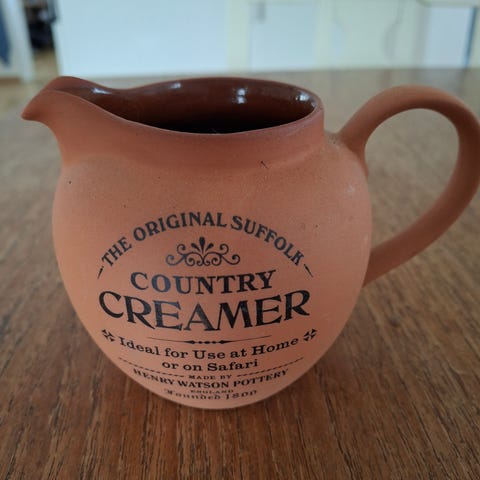 THE ORIGINAL SUFFOLK
COUNTRY
CREAMER
Ideal for Use at Home
or on Safari
MADE BY
HENRY WATSON POTTERY
ENGLAND
Founded 1800